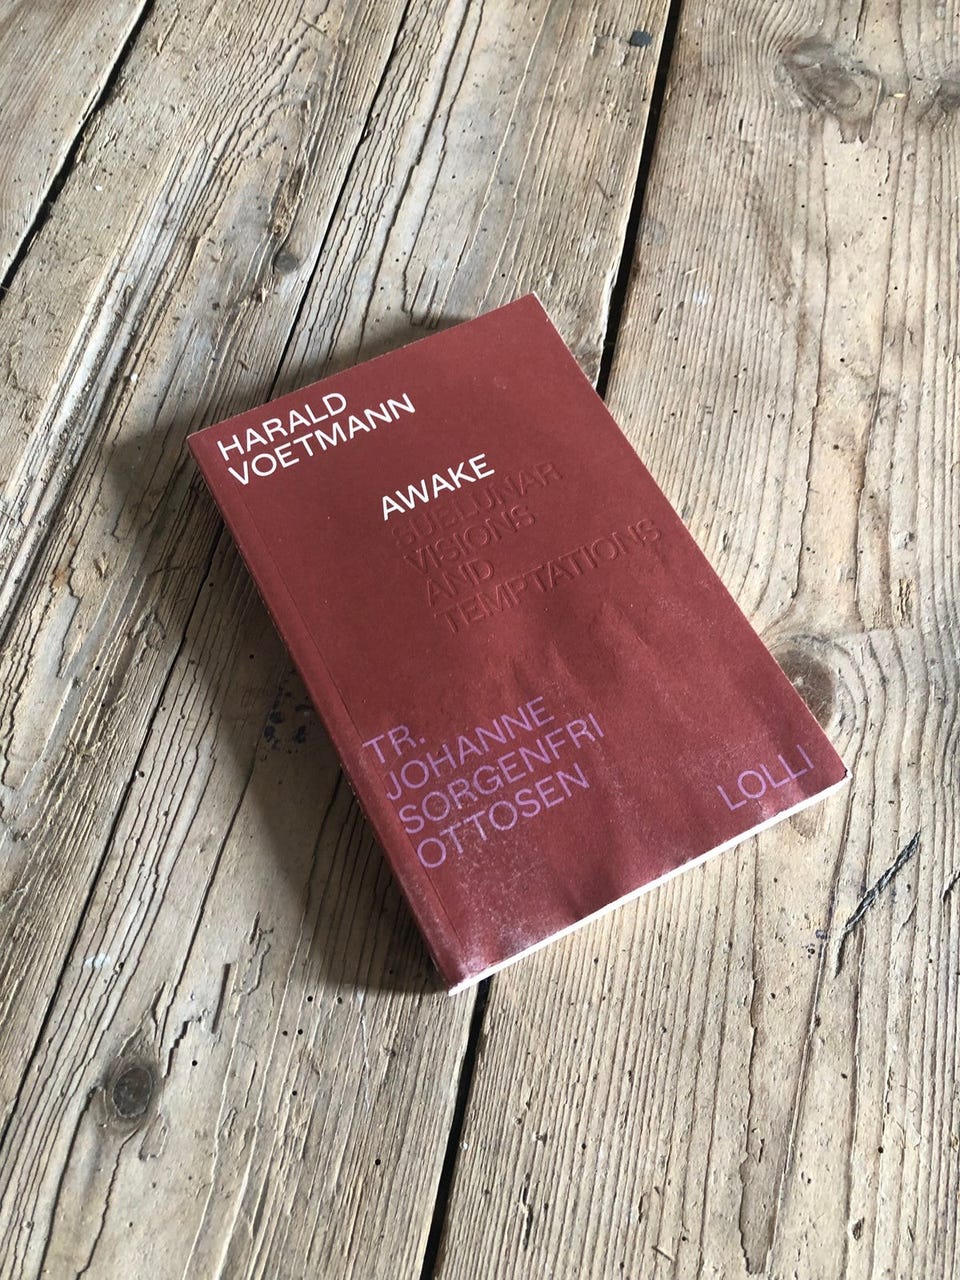 HARALD
VOETMANN
AWAKE
SUBLUNAR
VISIONS
AND
TEMPTATIONS
TR.
JOHANNE
SORGENFRI
OTTOSEN
LOLLI